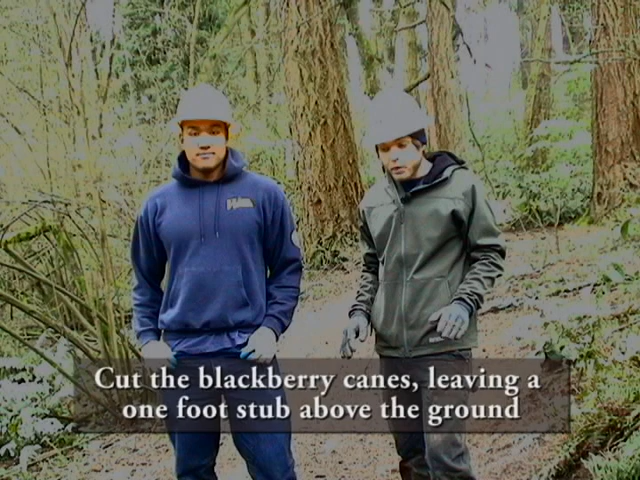 Cut the blackberry canes, leaving a
one foot stub above the ground